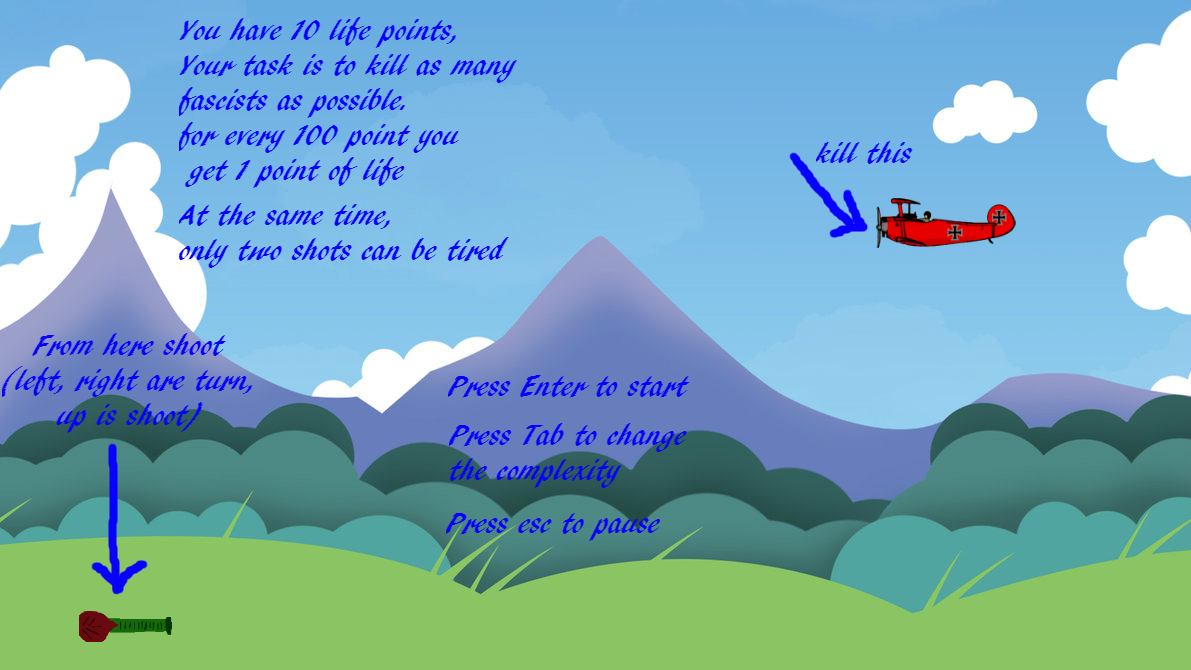 You have 10 life points,
Your task is to kill as many
fascists as possible.
for every 100 point you
get 1 point of life
At the same time,
only two shots can be tired
kill this
From here shoot
(left, right are turn,
up is shoot)
Press Enter to start
Press Tab to change
the complexity
Press esc to pause